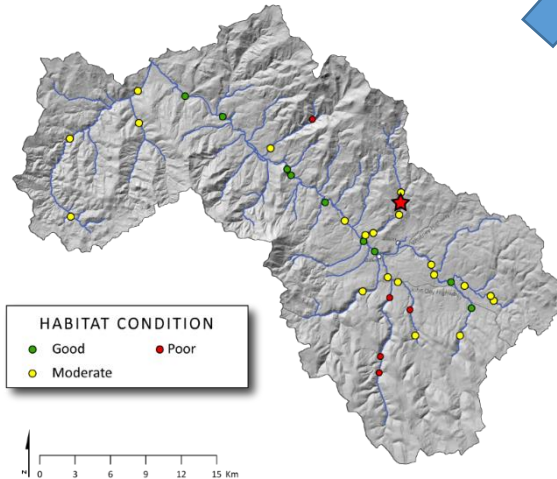 HABITAT CONDITION
Good
Poor
Moderate
N
0 3 6 9 12 15 Km